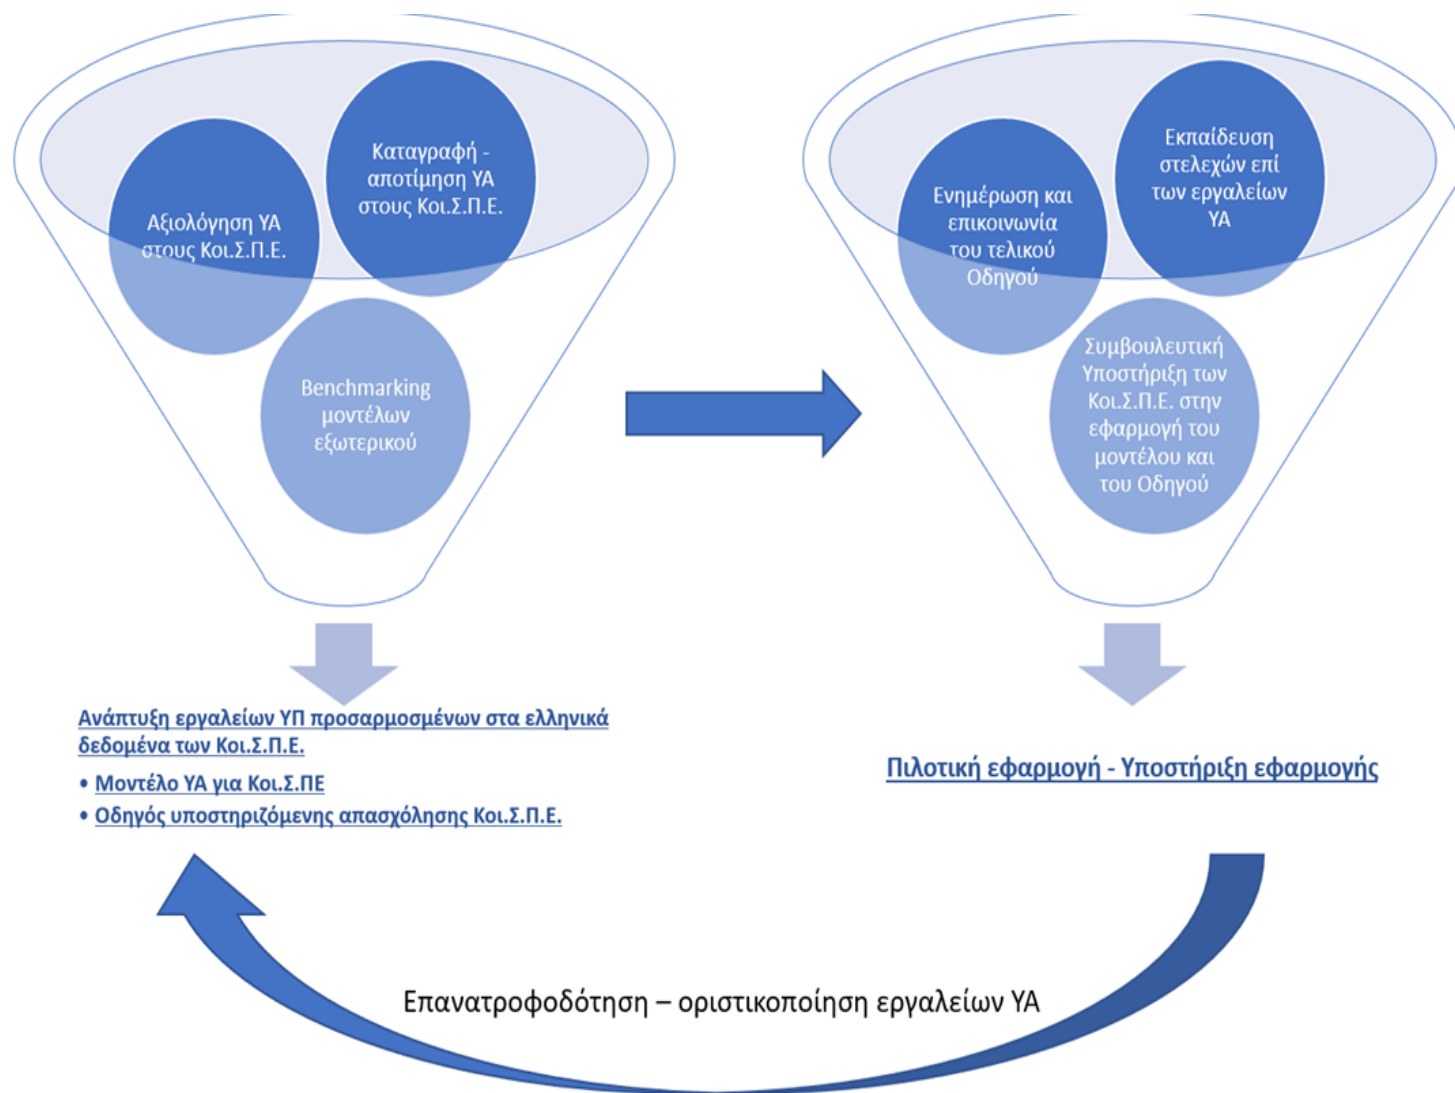 Καταγραφή -
αποτίμηση ΥΑ
στους Κοι.Σ.Π.Ε.
Αξιολόγηση ΥΑ
στους Κοι.Σ.Π.Ε.
Benchmarking
μοντέλων
εξωτερικού
Εκπαίδευση
στελεχών επί
των εργαλείων
ΥΑ
Ενημέρωση και
επικοινωνία
του τελικού
Οδηγού
Συμβουλευτική
Υποστήριξη των
Κοι.Σ.Π.Ε. στην
εφαρμογή του
μοντέλου και
του Οδηγού
Ανάπτυξη εργαλείων ΥΠ προσαρμοσμένων στα ελληνικά
δεδομένα των Κοι.Σ.Π.Ε.
• Μοντέλο ΥΑ για Κοι.Σ.ΠΕ
• Οδηγός υποστηριζόμενης απασχόλησης Κοι.Σ.Π.Ε.
Πιλοτική εφαρμογή - Υποστήριξη εφαρμογής
Επανατροφοδότηση – οριστικοποίηση εργαλείων ΥΑ